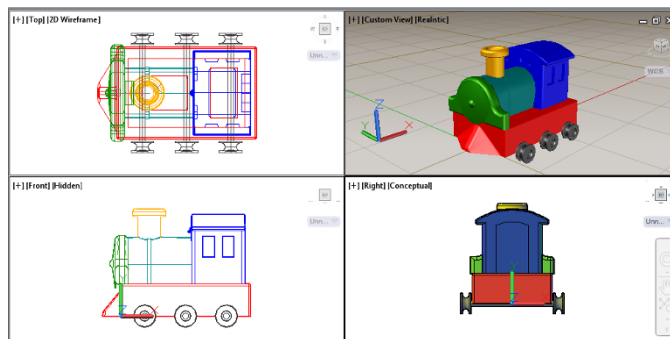 [+] [Top] [2D Wireframe]
Unn...
[+] [Custom View] [Realistic]
WCS
X
Y
Z
[+] [Front] [Hidden]
Unn...
X
[+] [Right] [Conceptual]
Unn...
Y
X